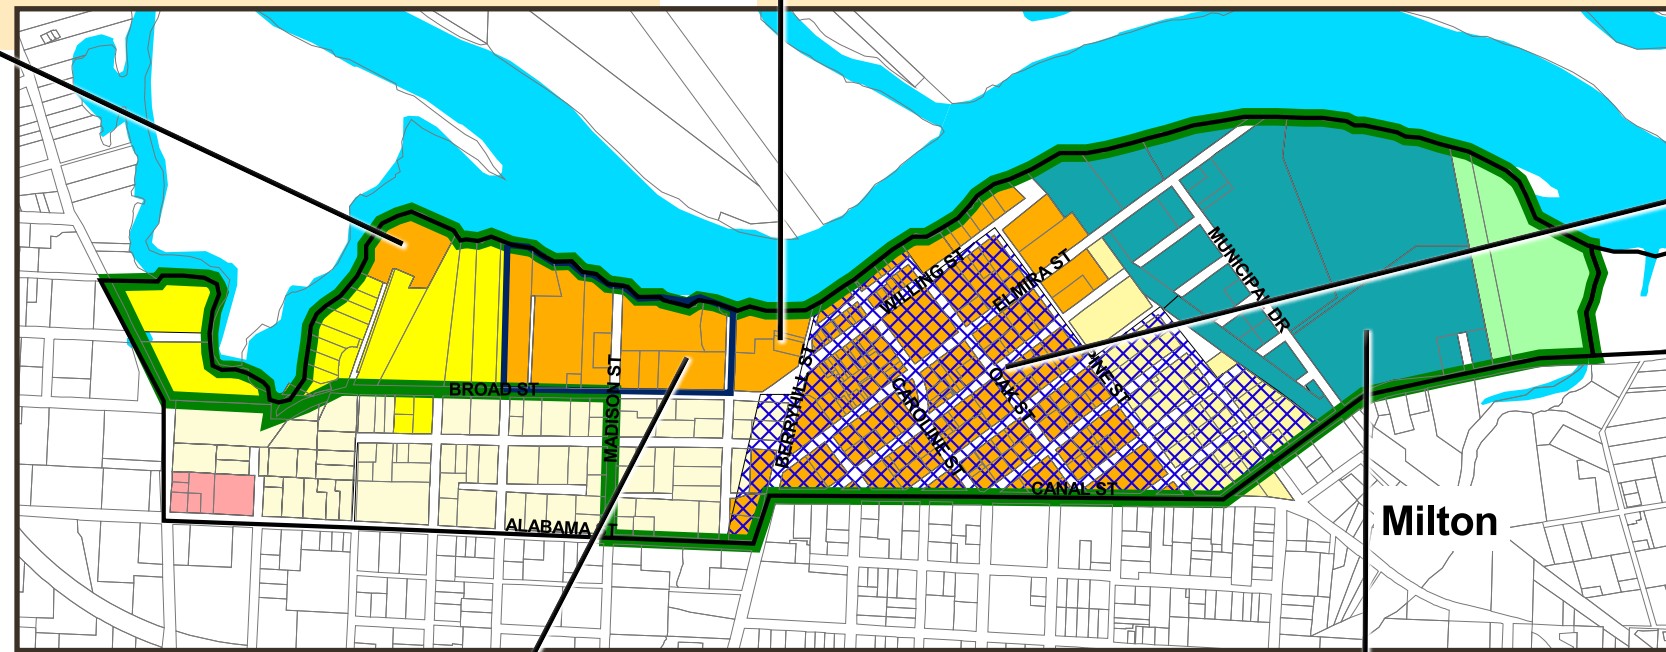 WILLING ST
ELMIRA ST
MUNICIPAL DR
BROAD ST
MADISON ST
BERRYHILL ST
CAROLINE ST
OAK ST
PINE ST
CANAL ST
ALABAMA ST
Milton